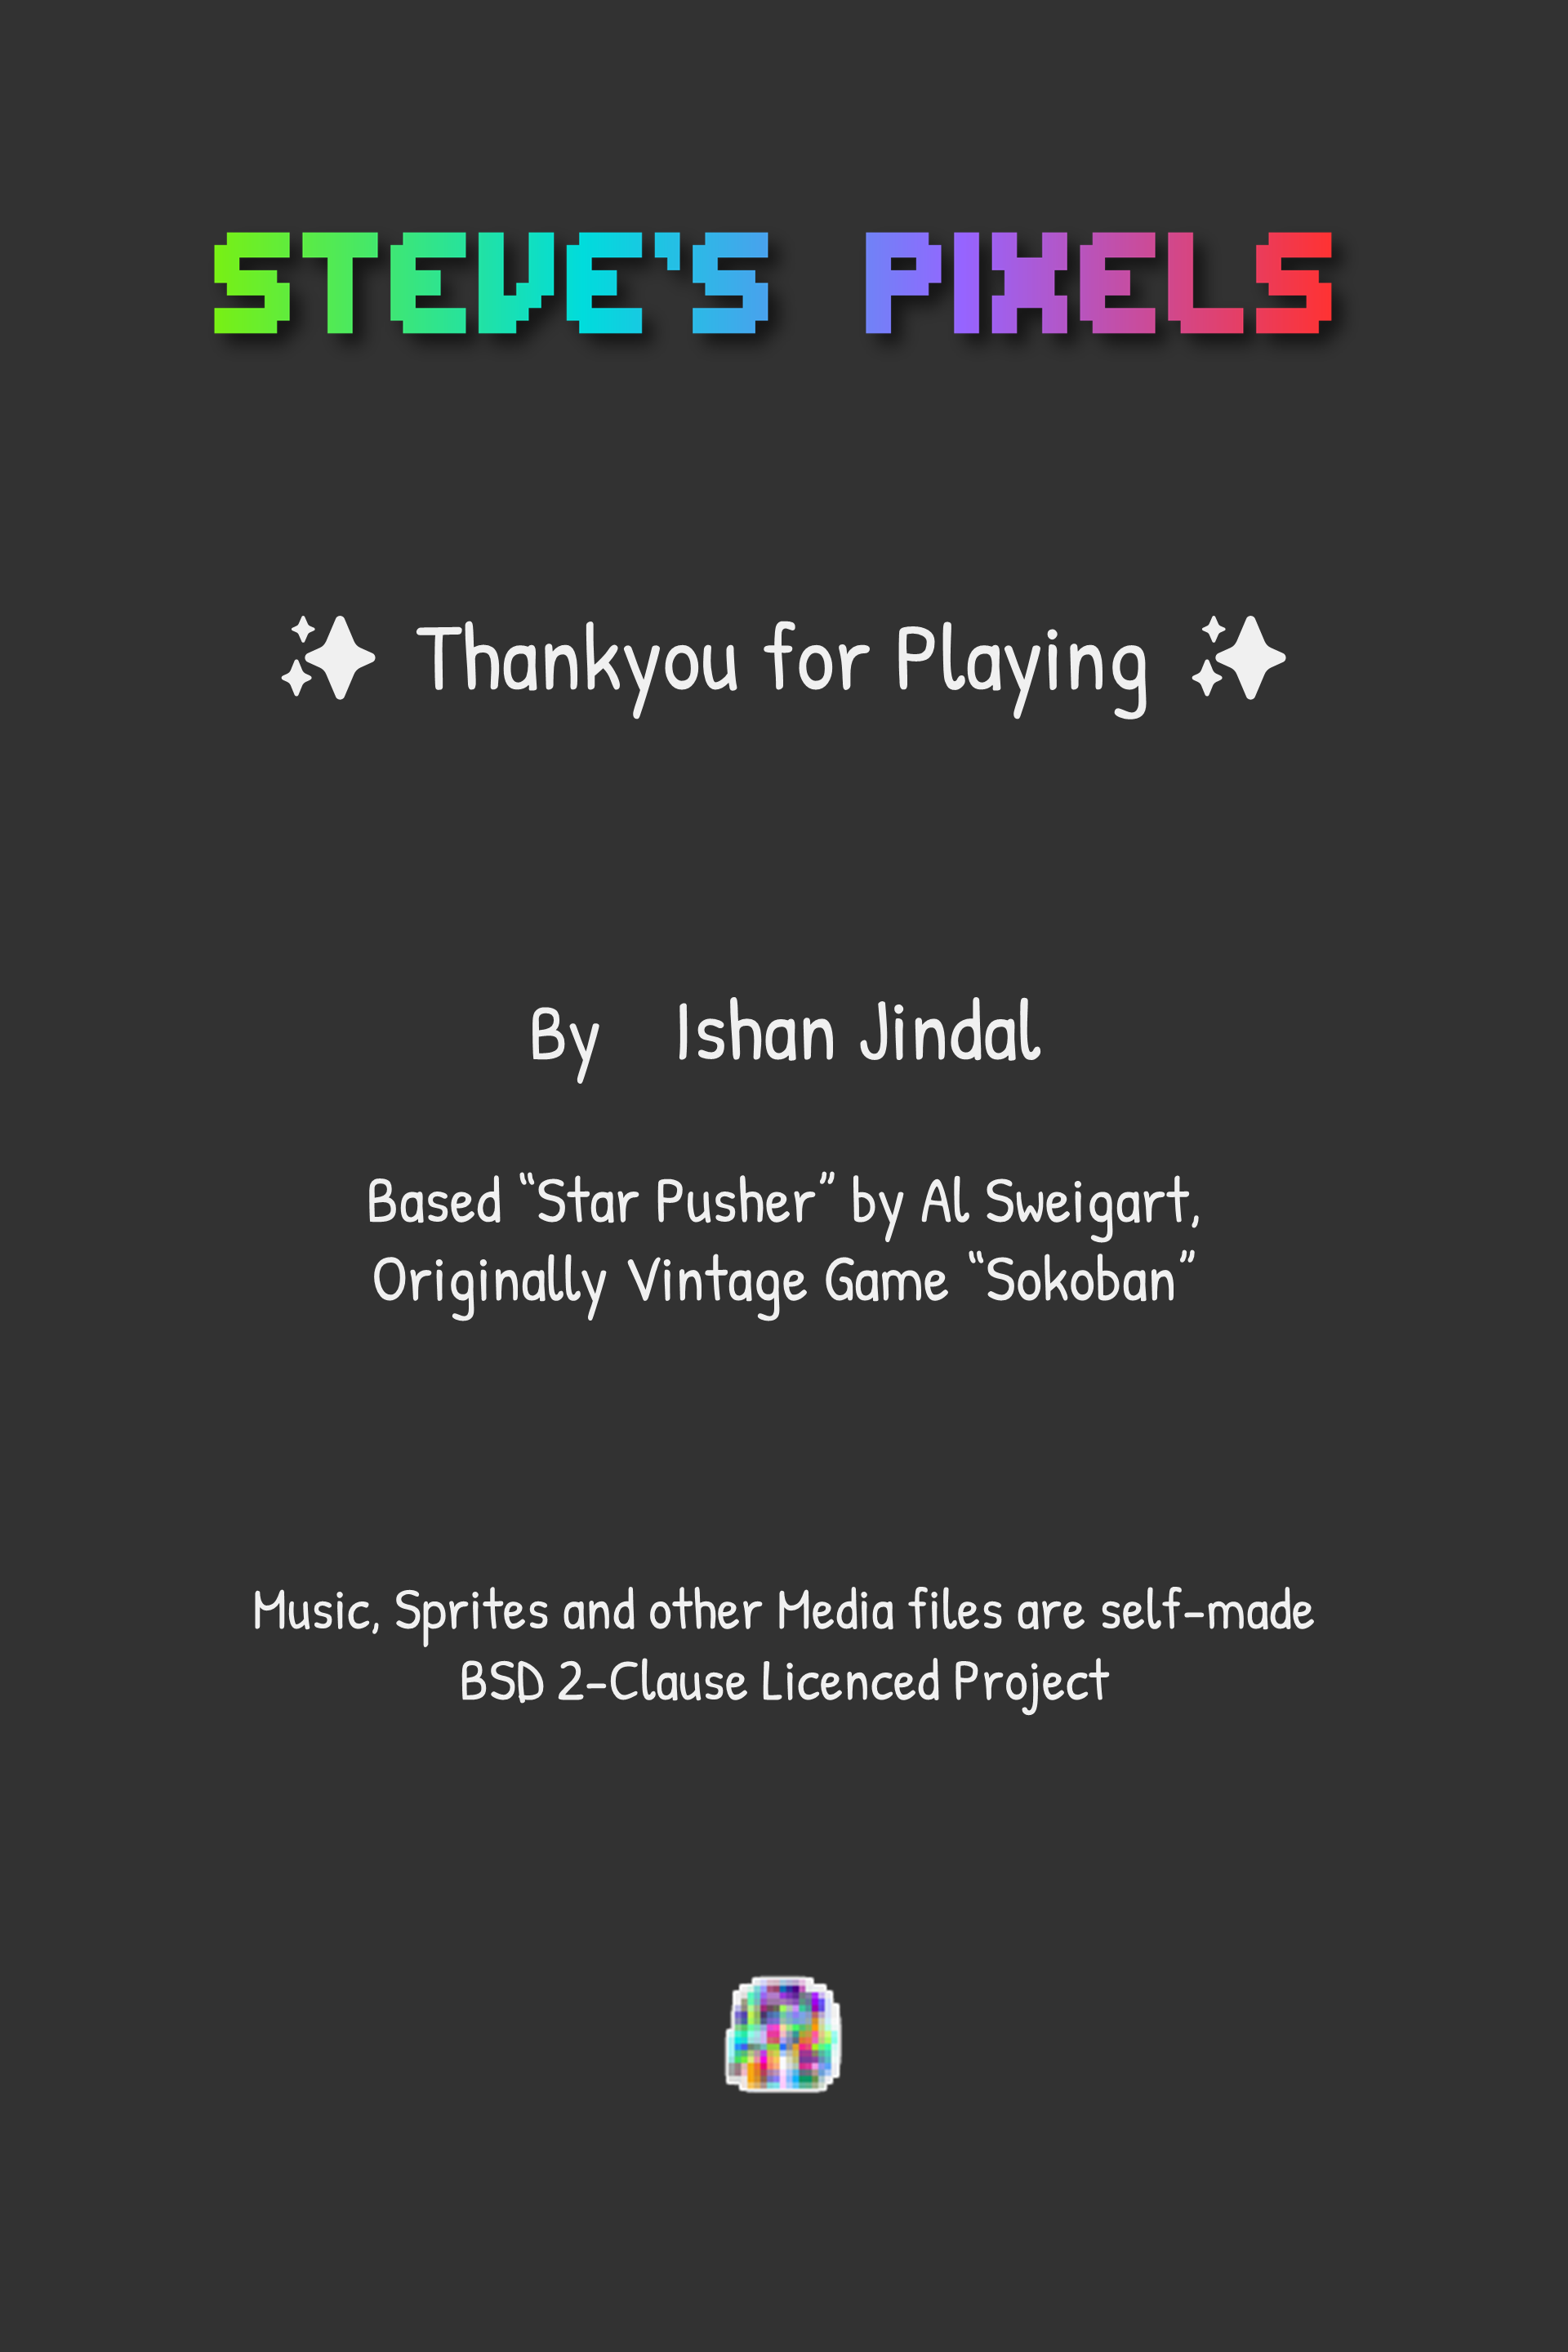 STEVE'S PIXELS
Thankyou for Playing
By Ishan Jindal
Based “Star Pusher” by AL Sweigart,
Originally Vintage Game “Sokoban”
Music, Sprites and other Media files are self-made
BSD 2-Clause Licenced Project